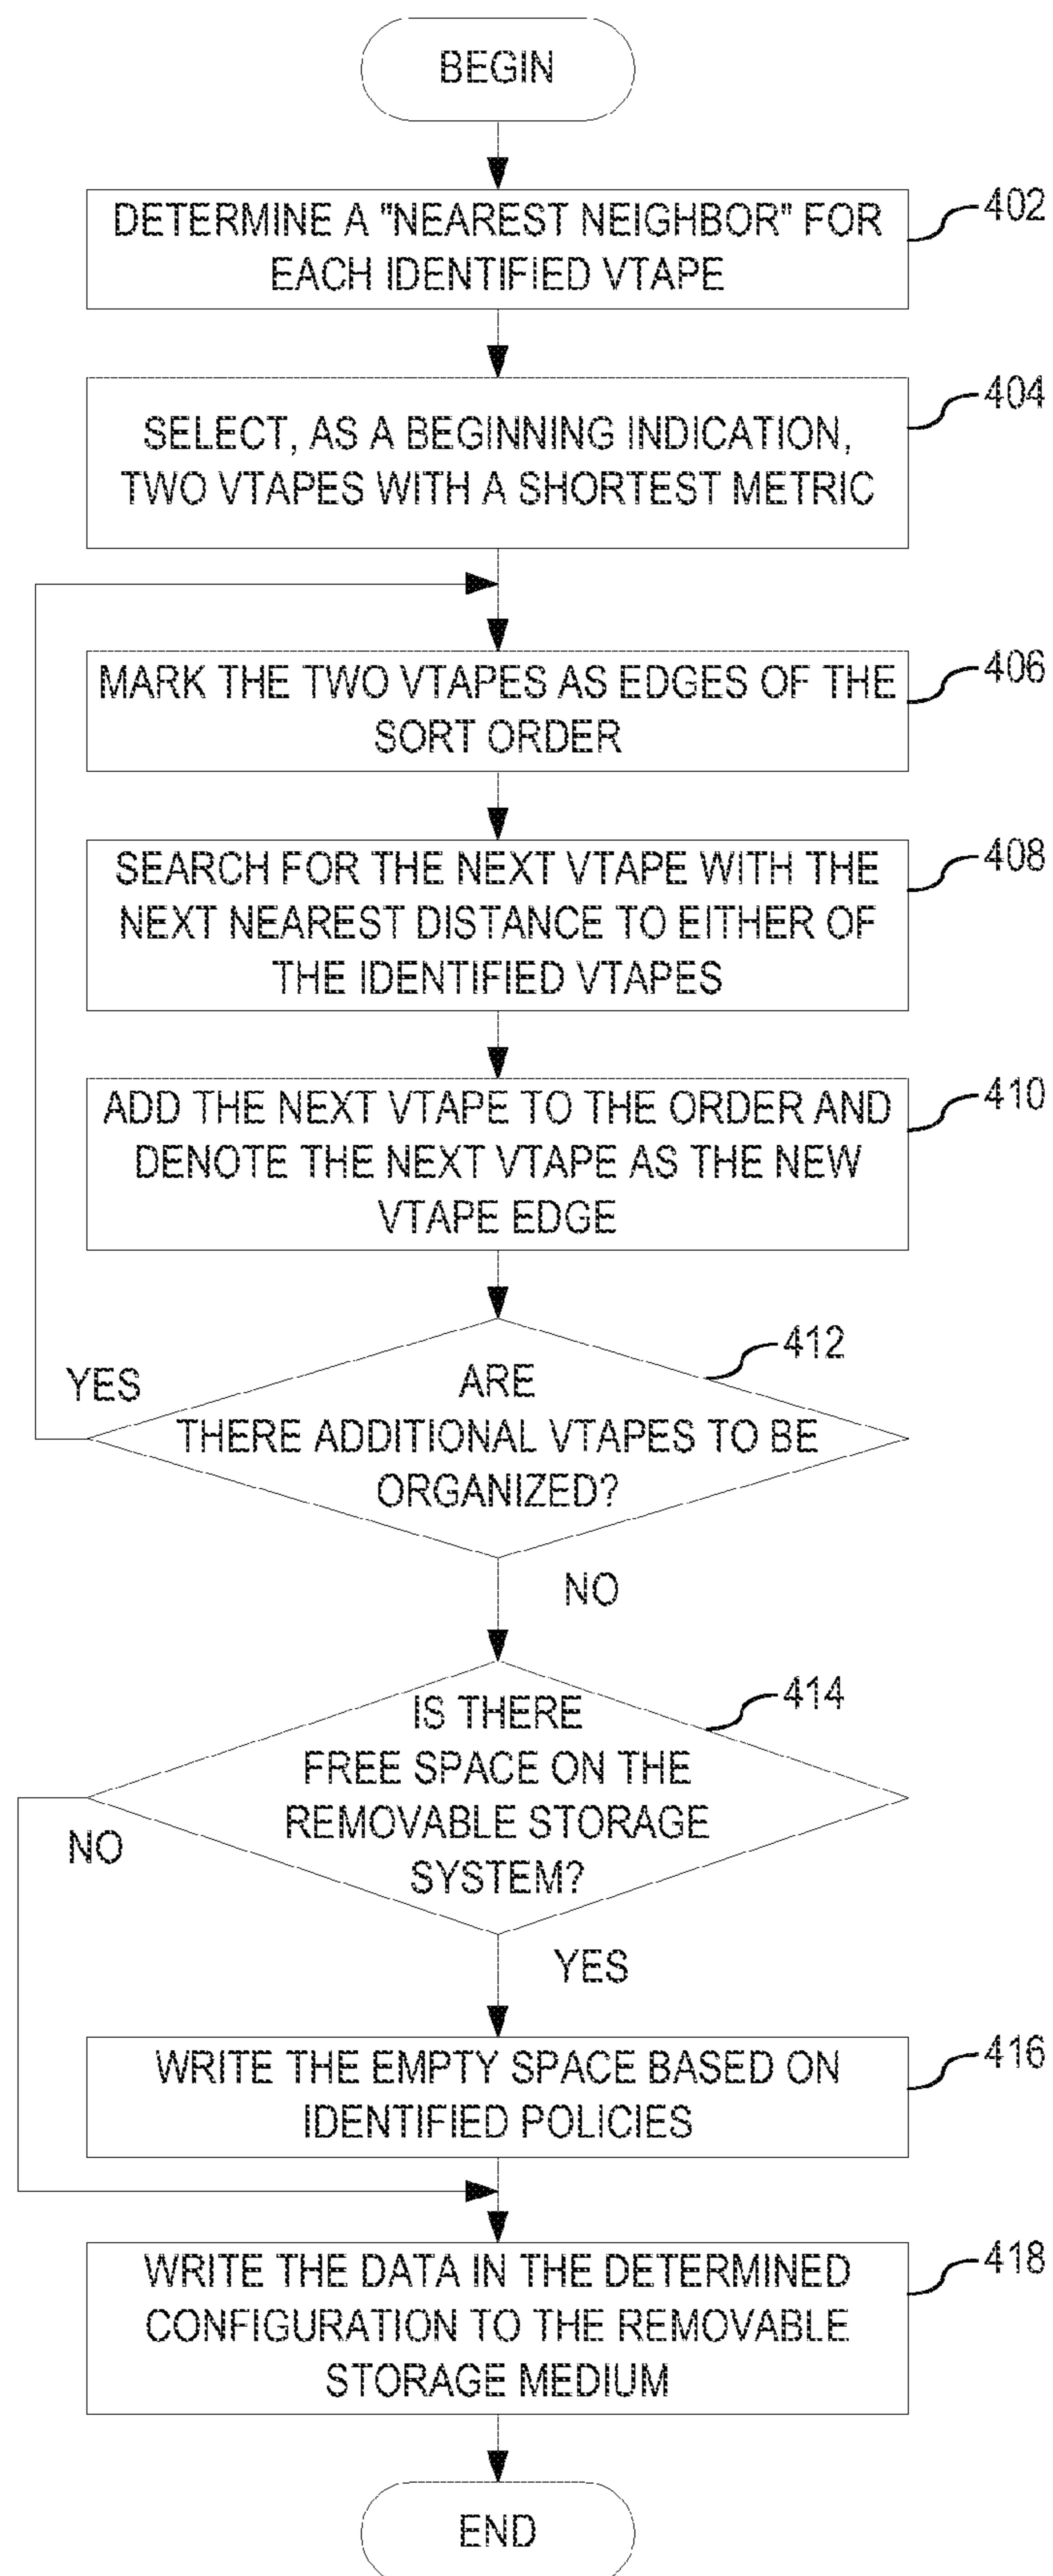 BEGIN
DETERMINE A "NEAREST NEIGHBOR" FOR
EACH IDENTIFIED VTAPE
402
SELECT, AS A BEGINNING INDICATION,
TWO VTAPES WITH A SHORTEST METRIC
404
MARK THE TWO VTAPES AS EDGES OF THE
SORT ORDER
406
SEARCH FOR THE NEXT VTAPE WITH THE
NEXT NEAREST DISTANCE TO EITHER OF
THE IDENTIFIED VTAPES
408
ADD THE NEXT VTAPE TO THE ORDER AND
DENOTE THE NEXT VTAPE AS THE NEW
VTAPE EDGE
410
ARE
THERE ADDITIONAL VTAPES TO BE
ORGANIZED?
412
YES
NO
IS THERE
FREE SPACE ON THE
REMOVABLE STORAGE
SYSTEM?
414
NO
YES
WRITE THE EMPTY SPACE BASED ON
IDENTIFIED POLICIES
416
WRITE THE DATA IN THE DETERMINED
CONFIGURATION TO THE REMOVABLE
STORAGE MEDIUM
418
END